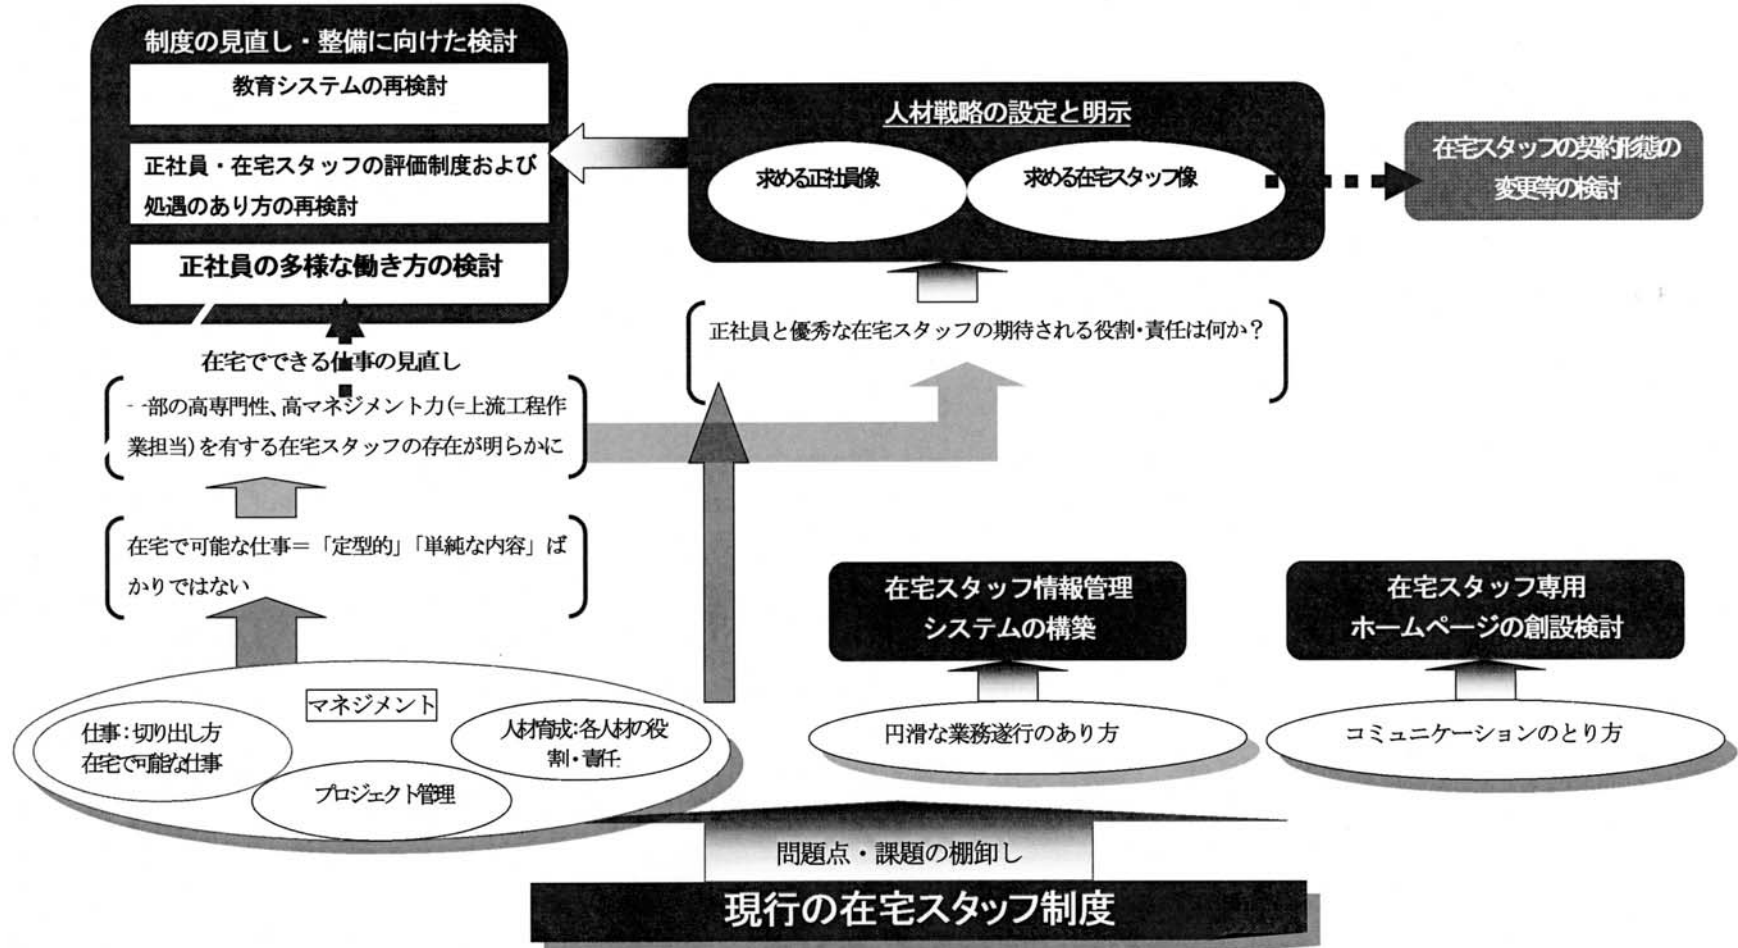 制度の見直し・整備に向けた検討
教育システムの再検討
正社員・在宅スタッフの評価制度および
処遇のあり方の再検討
正社員の多様な働き方の検討
人材戦略の設定と明示
求める正社員像
求める在宅スタッフ像
在宅スタッフの契約形態の
変更等の検討
正社員と優秀な在宅スタッフの期待される役割・責任は何か？
在宅でできる仕事の見直し
一部の高専門性、高マネジメント力(=上流工程作
業担当)を有する在宅スタッフの存在が明らかに
在宅で可能な仕事＝「定型的」「単純な内容」ば
かりではない
在宅スタッフ情報管理
システムの構築
在宅スタッフ専用
ホームページの創設検討
マネジメント
仕事：切り出し方
在宅で可能な仕事
人材育成：各人材の役
割・責任
プロジェクト管理
円滑な業務遂行のあり方
コミュニケーションのとり方
問題点・課題の棚卸し
現行の在宅スタッフ制度